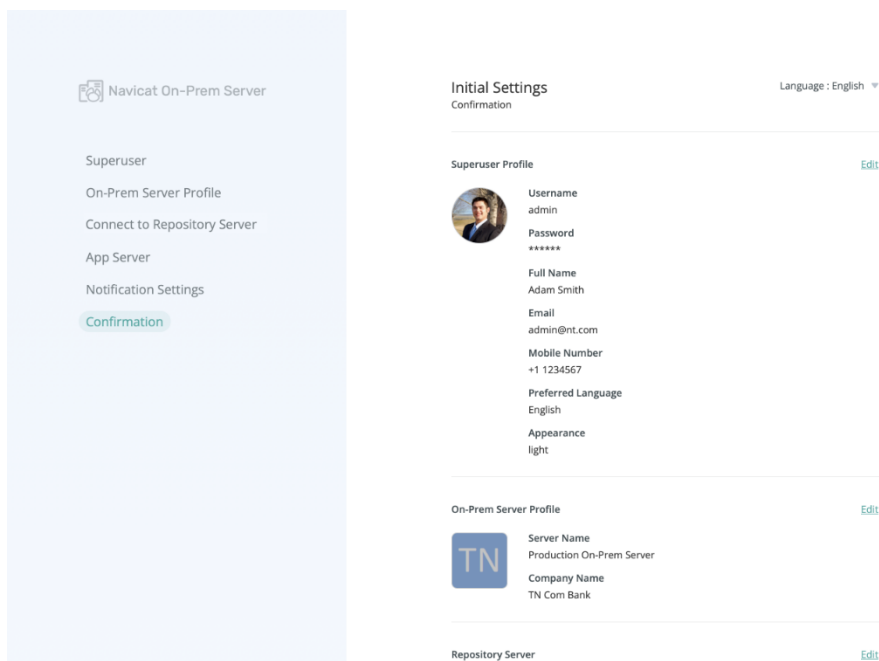 Navicat On-Prem Server
Superuser
On-Prem Server Profile
Connect to Repository Server
App Server
Notification Settings
Confirmation
Initial Settings
Language : English
Confirmation
Superuser Profile
Edit
Username
admin
Password
******
Full Name
Adam Smith
Email
admin@nt.com
Mobile Number
+1 1234567
Preferred Language
English
Appearance
light
On-Prem Server Profile
Edit
TN
Server Name
Production On-Prem Server
Company Name
TN Com Bank
Repository Server
Edit